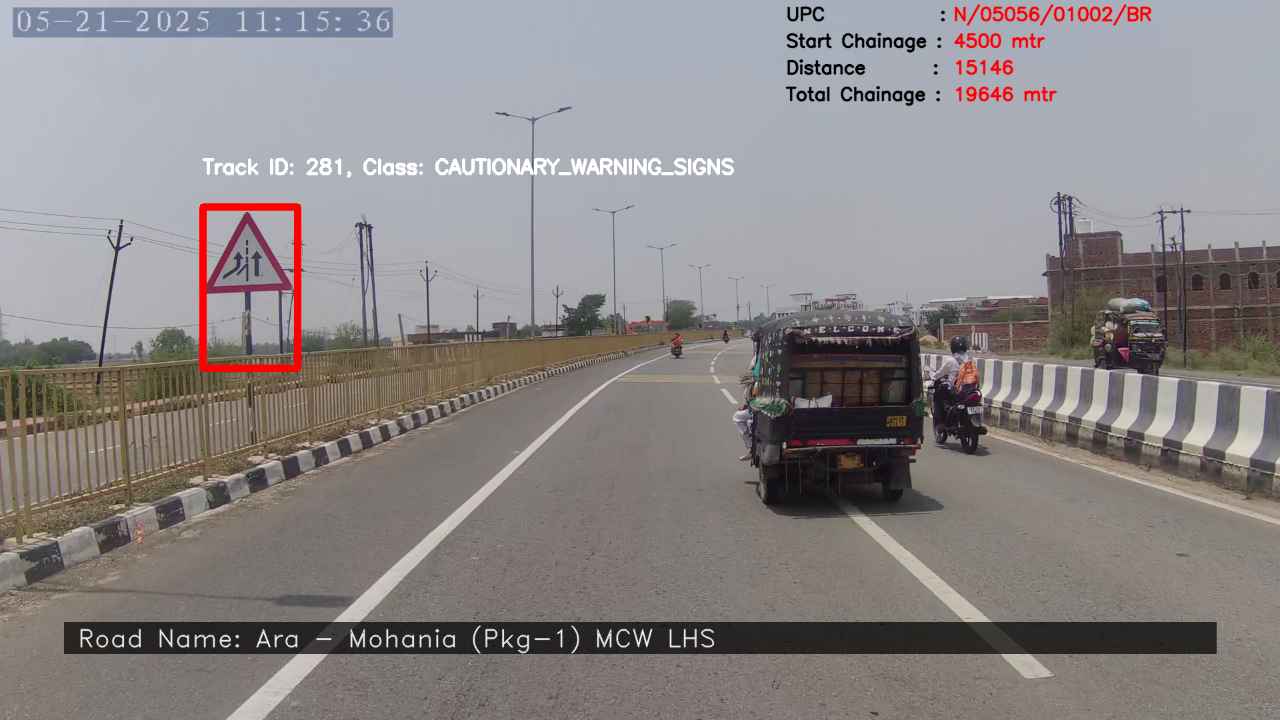 05-21-2025 11:15:36
UPC : N/05056/01002/BR
Start Chainage : 4500 mtr
Distance : 15146
Total Chainage : 19646 mtr
Track ID: 281, Class: CAUTIONARY_WARNING_SIGNS
WELCOME
Road Name: Ara - Mohania (Pkg-1) MCW LHS